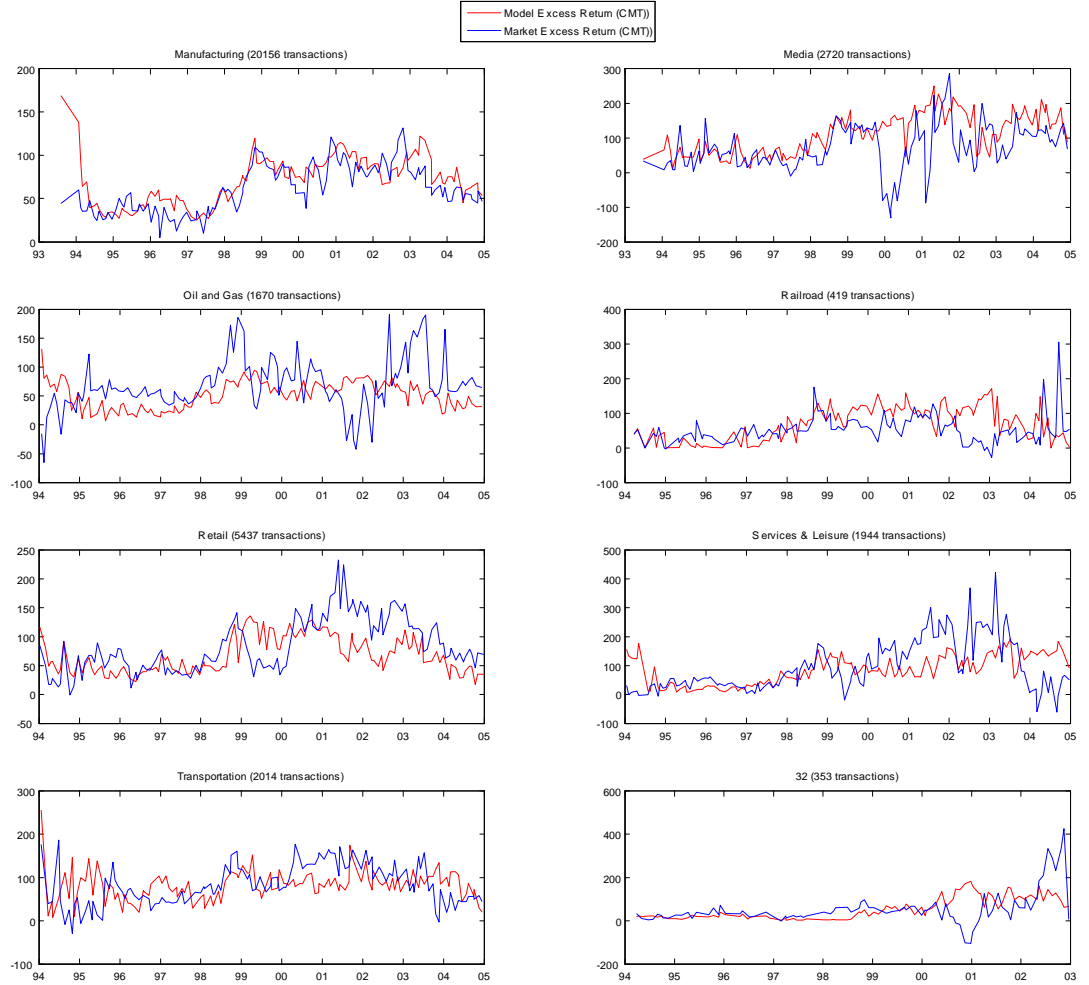 Model Excess Return (CMT))
Market Excess Return (CMT))
Manufacturing (20156 transactions)
200
150
100
50
0
93 94 95 96 97 98 99 00 01 02 03 04 05
Media (2720 transactions)
300
200
100
0
-100
-200
93 94 95 96 97 98 99 00 01 02 03 04 05
Oil and Gas (1670 transactions)
200
150
100
50
0
-50
-100
94 95 96 97 98 99 00 01 02 03 04 05
Railroad (419 transactions)
400
300
200
100
0
-100
94 95 96 97 98 99 00 01 02 03 04 05
Retail (5437 transactions)
250
200
150
100
50
0
50
94 95 96 97 98 99 00 01 02 03 04 05
Services & Leisure (1944 transactions)
500
400
300
200
100
0
-100
94 95 96 97 98 99 00 01 02 03 04 05
Transportation (2014 transactions)
300
200
100
0
-100
94 95 96 97 98 99 00 01 02 03 04 05
32 (353 transactions)
600
400
200
0
-200
94 95 96 97 98 99 00 01 02 03